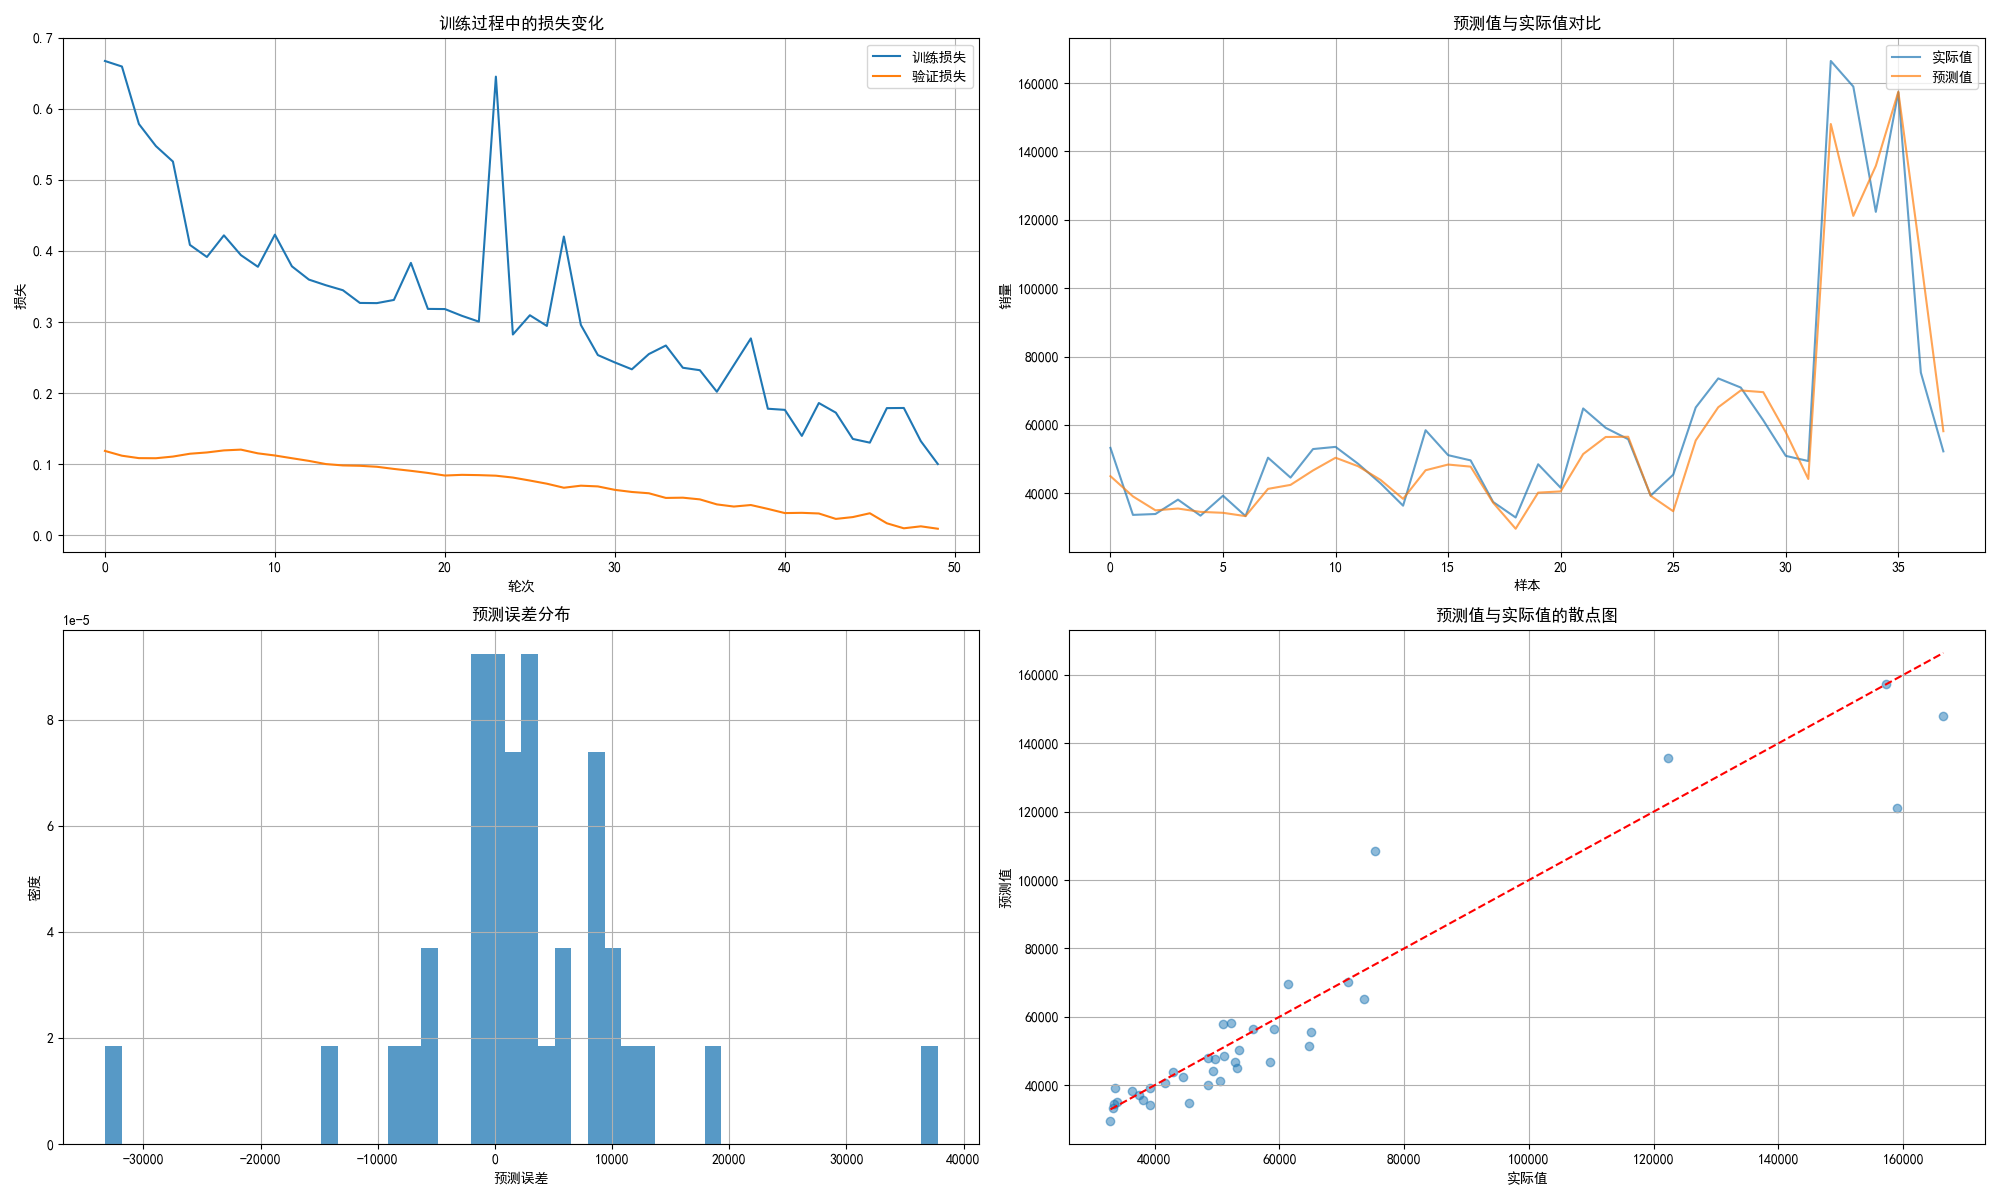 训练过程中的损失变化
0.7
0.6
0.5
0.4
0.3
0.2
0.1
0.0
损失
训练损失
验证损失
0 10 20 30 40 50
轮次
预测值与实际值对比
160000
140000
120000
100000
80000
60000
40000
销量
实际值
预测值
0 5 10 15 20 25 30 35
样本
预测误差分布
1e-5
8
6
4
2
0
密度
-30000 -20000 -10000 0 10000 20000 30000 40000
预测误差
预测值与实际值的散点图
160000
140000
120000
100000
80000
60000
40000
预测值
40000 60000 80000 100000 120000 140000 160000
实际值